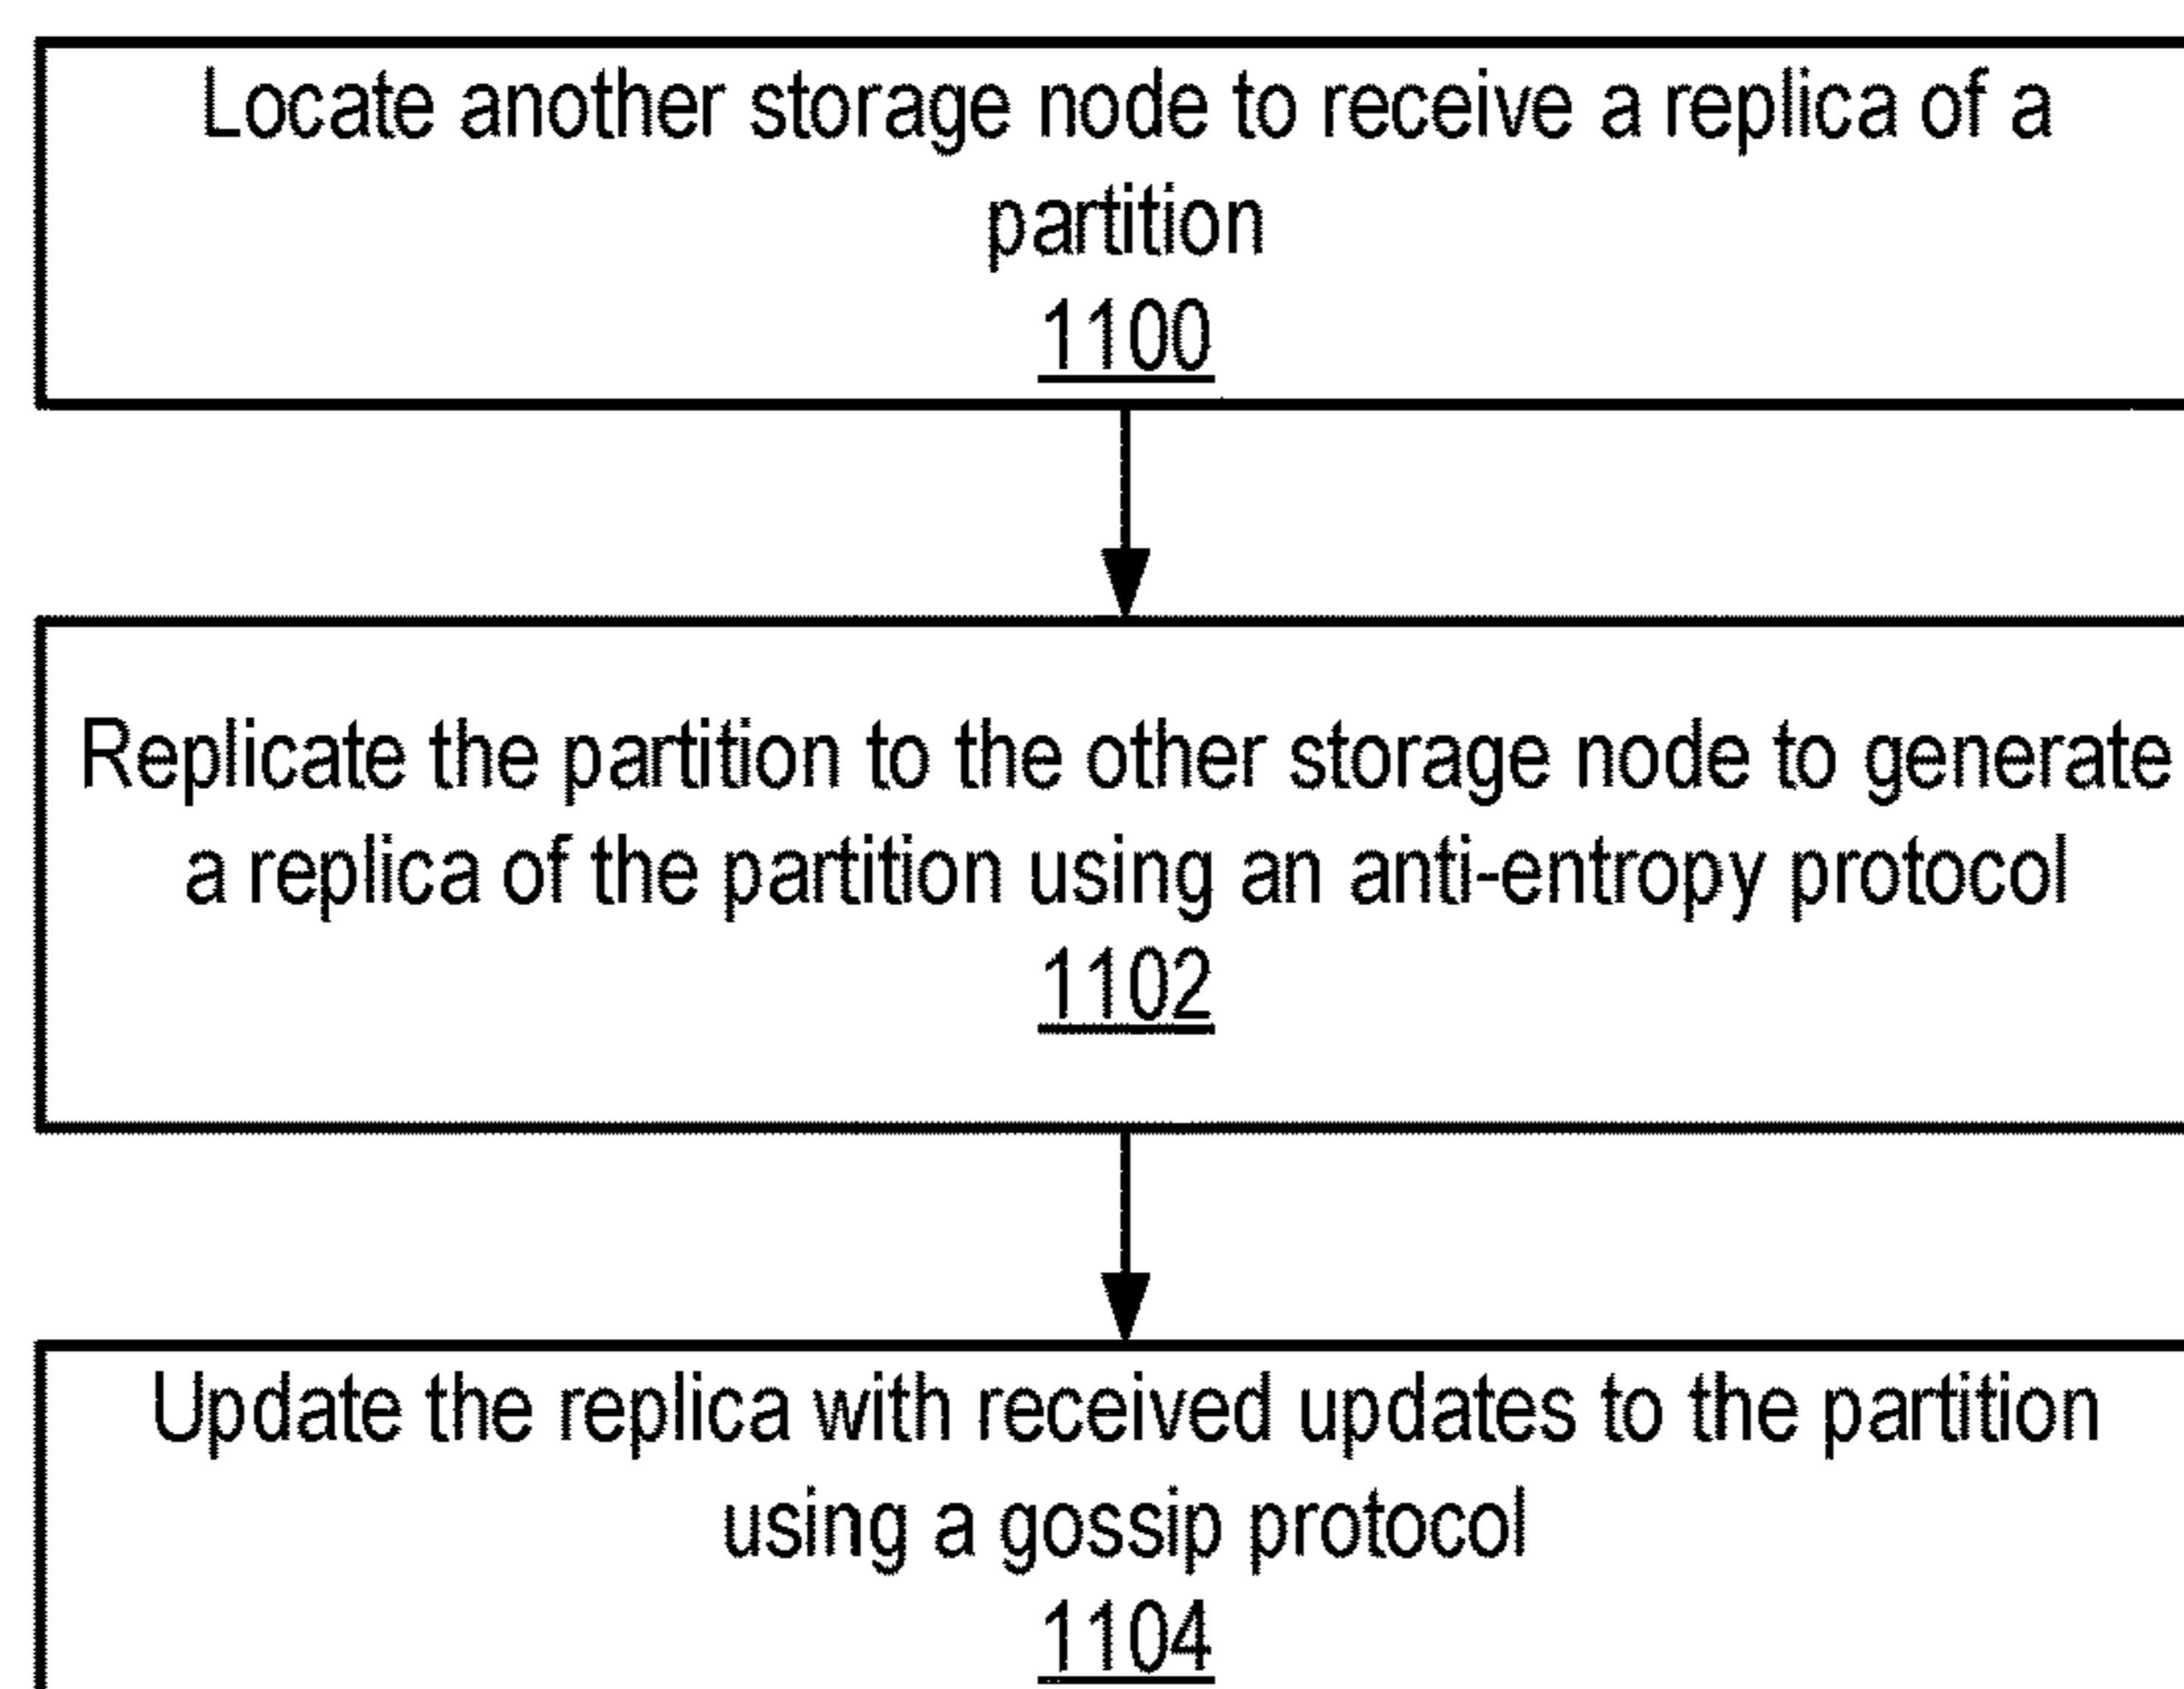 Locate another storage node to receive a replica of a
partition
1100
Replicate the partition to the other storage node to generate
a replica of the partition using an anti-entropy protocol
1102
Update the replica with received updates to the partition
using a gossip protocol
1104